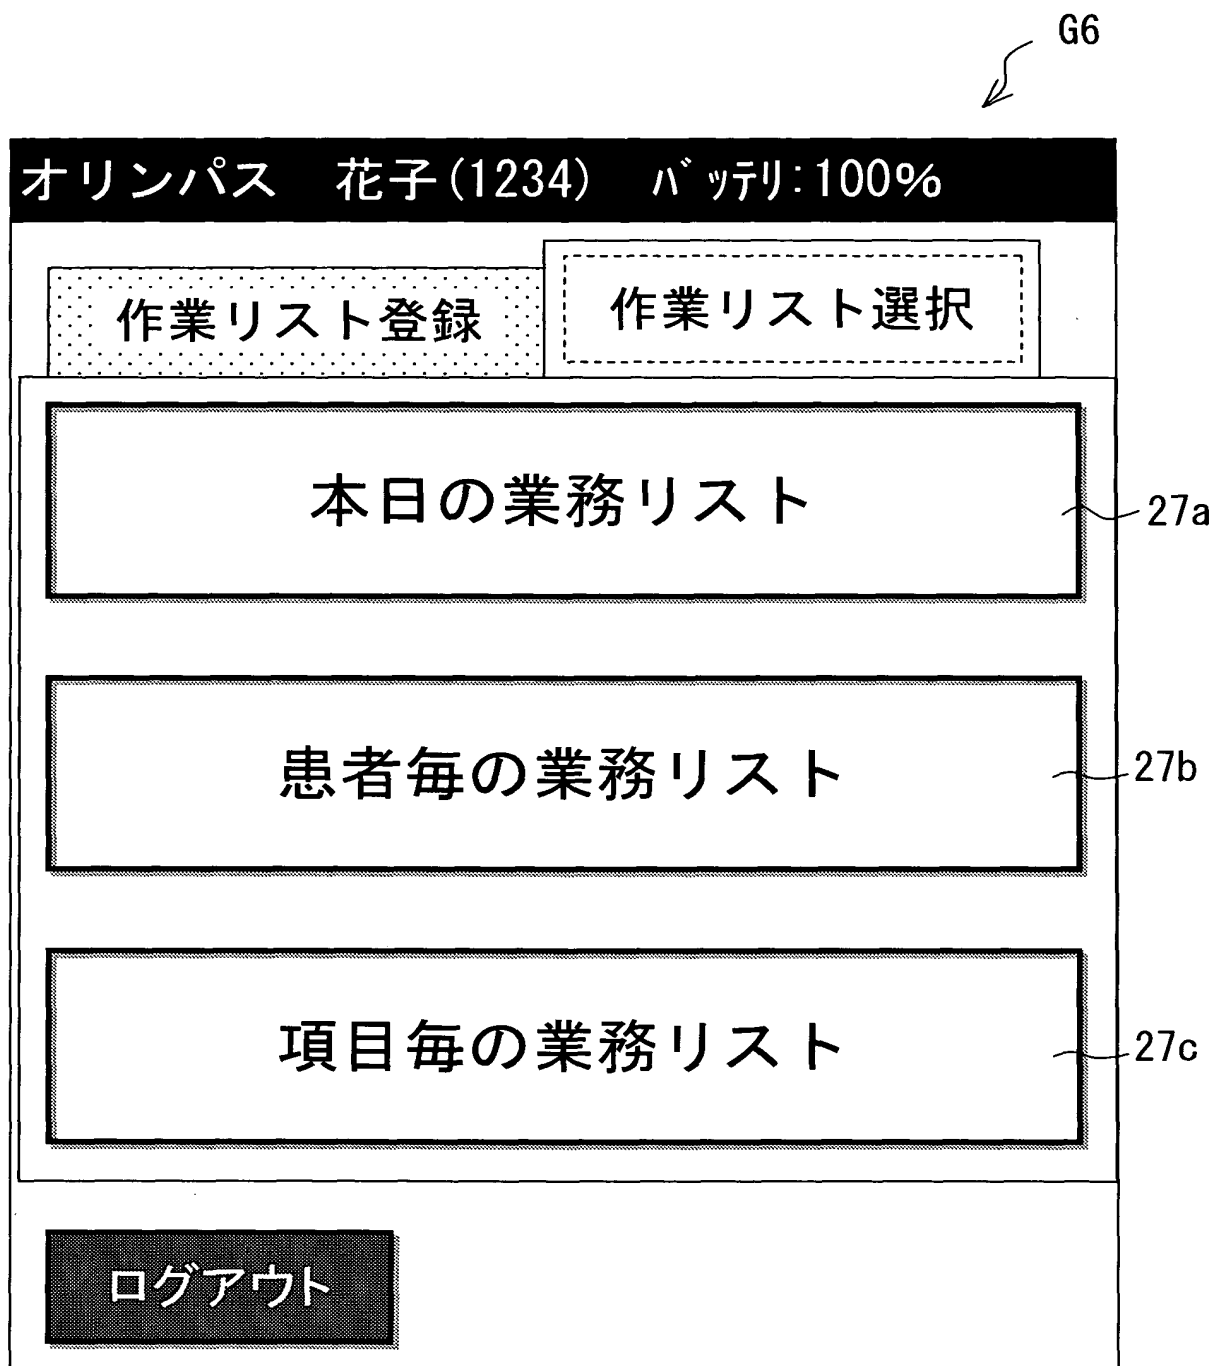 G6
オリンパス 花子(1234) バッテリ:100%
作業リスト登録 作業リスト選択
本日の業務リスト 27a
患者毎の業務リスト 27b
項目毎の業務リスト 27c
ログアウト